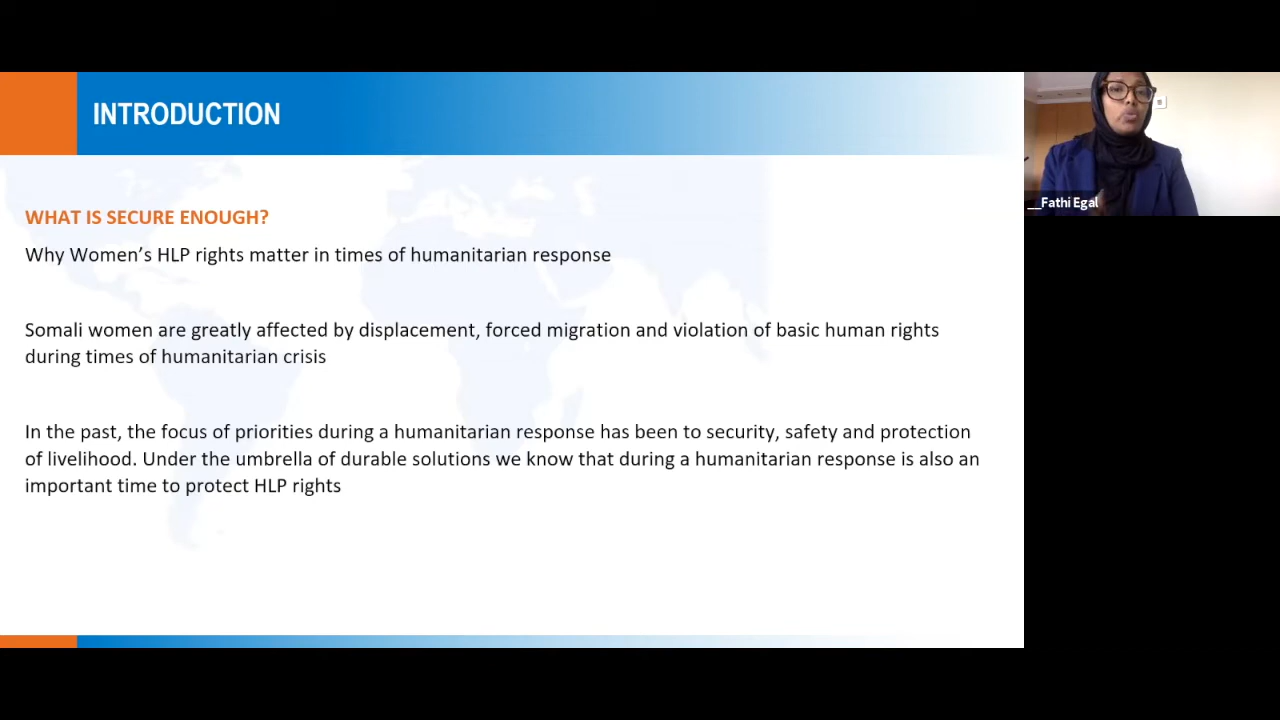 INTRODUCTION
WHAT IS SECURE ENOUGH?
Why Women’s HLP rights matter in times of humanitarian response
Somali women are greatly affected by displacement, forced migration and violation of basic human rights
during times of humanitarian crisis
In the past, the focus of priorities during a humanitarian response has been to security, safety and protection
of livelihood. Under the umbrella of durable solutions we know that during a humanitarian response is also an
important time to protect HLP rights
__Fathi Egal